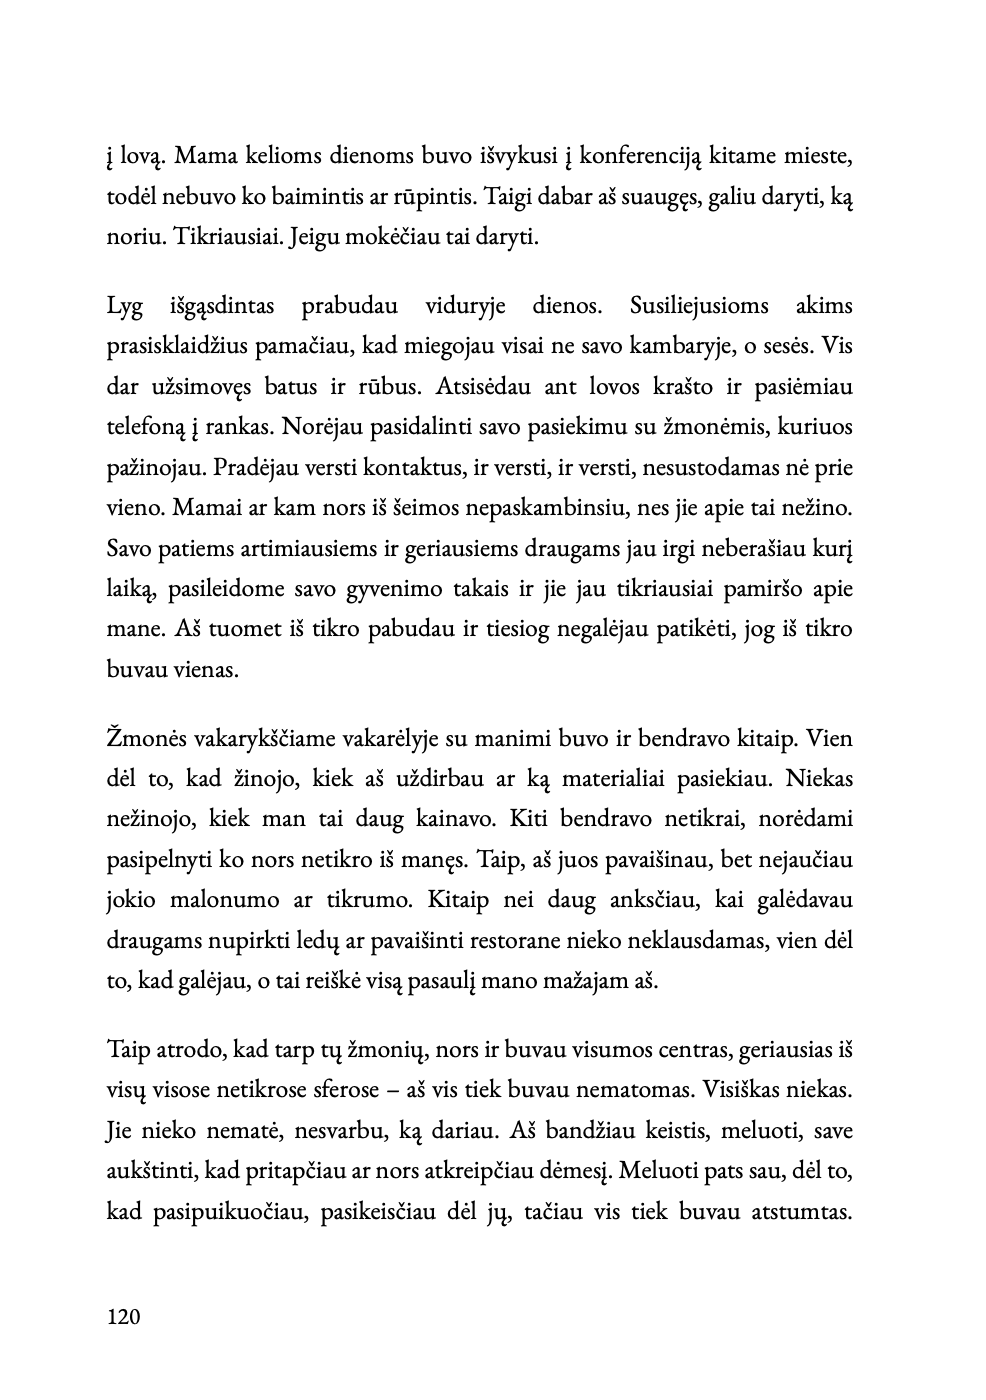 į lovą. Mama kelioms dienoms buvo išvykusi į konferenciją kitame mieste,
todėl nebuvo ko baimintis ar rūpintis. Taigi dabar aš suaugęs, galiu daryti, ką
noriu. Tikriausiai. Jeigu mokėčiau tai daryti.
Lyg išgąsdintas prabudau viduryje dienos. Susiliejusioms akims
prasisklaidžius pamačiau, kad miegojau visai ne savo kambaryje, o sesės. Vis
dar užsimovęs batus ir rūbus. Atsisėdau ant lovos krašto ir pasiėmiau
telefoną į rankas. Norėjau pasidalinti savo pasiekimu su žmonėmis, kuriuos
pažinojau. Pradėjau versti kontaktus, ir versti, ir versti, nesustodamas nė prie
vieno. Mamai ar kam nors iš šeimos nepaskambinsiu, nes jie apie tai nežino.
Savo patiems artimiausiems ir geriausiems draugams jau irgi neberašiau kurį
laiką, pasileidome savo gyvenimo takais ir jie jau tikriausiai pamiršo apie
mane. Aš tuomet iš tikro pabudau ir tiesiog negalėjau patikėti, jog iš tikro
buvau vienas.
Žmonės vakarykščiame vakarėlyje su manimi buvo ir bendravo kitaip. Vien
dėl to, kad žinojo, kiek aš uždirbau ar ką materialiai pasiekiau. Niekas
nežinojo, kiek man tai daug kainavo. Kiti bendravo netikrai, norėdami
pasipelnyti ko nors netikro iš manęs. Taip, aš juos pavaišinau, bet nejaučiau
jokio malonumo ar tikrumo. Kitaip nei daug anksčiau, kai galėdavau
draugams nupirkti ledų ar pavaišinti restorane nieko neklausdamas, vien dėl
to, kad galėjau, o tai reiškė visą pasaulį mano mažajam aš.
Taip atrodo, kad tarp tų žmonių, nors ir buvau visumos centras, geriausias iš
visų visose netikrose sferose – aš vis tiek buvau nematomas. Visiškas niekas.
Jie nieko nematė, nesvarbu, ką dariau. Aš bandžiau keistis, meluoti, save
aukštinti, kad pritapčiau ar nors atkreipčiau dėmesį. Meluoti pats sau, dėl to,
kad pasipuikuočiau, pasikeisčiau dėl jų, tačiau vis tiek buvau atstumtas.
120